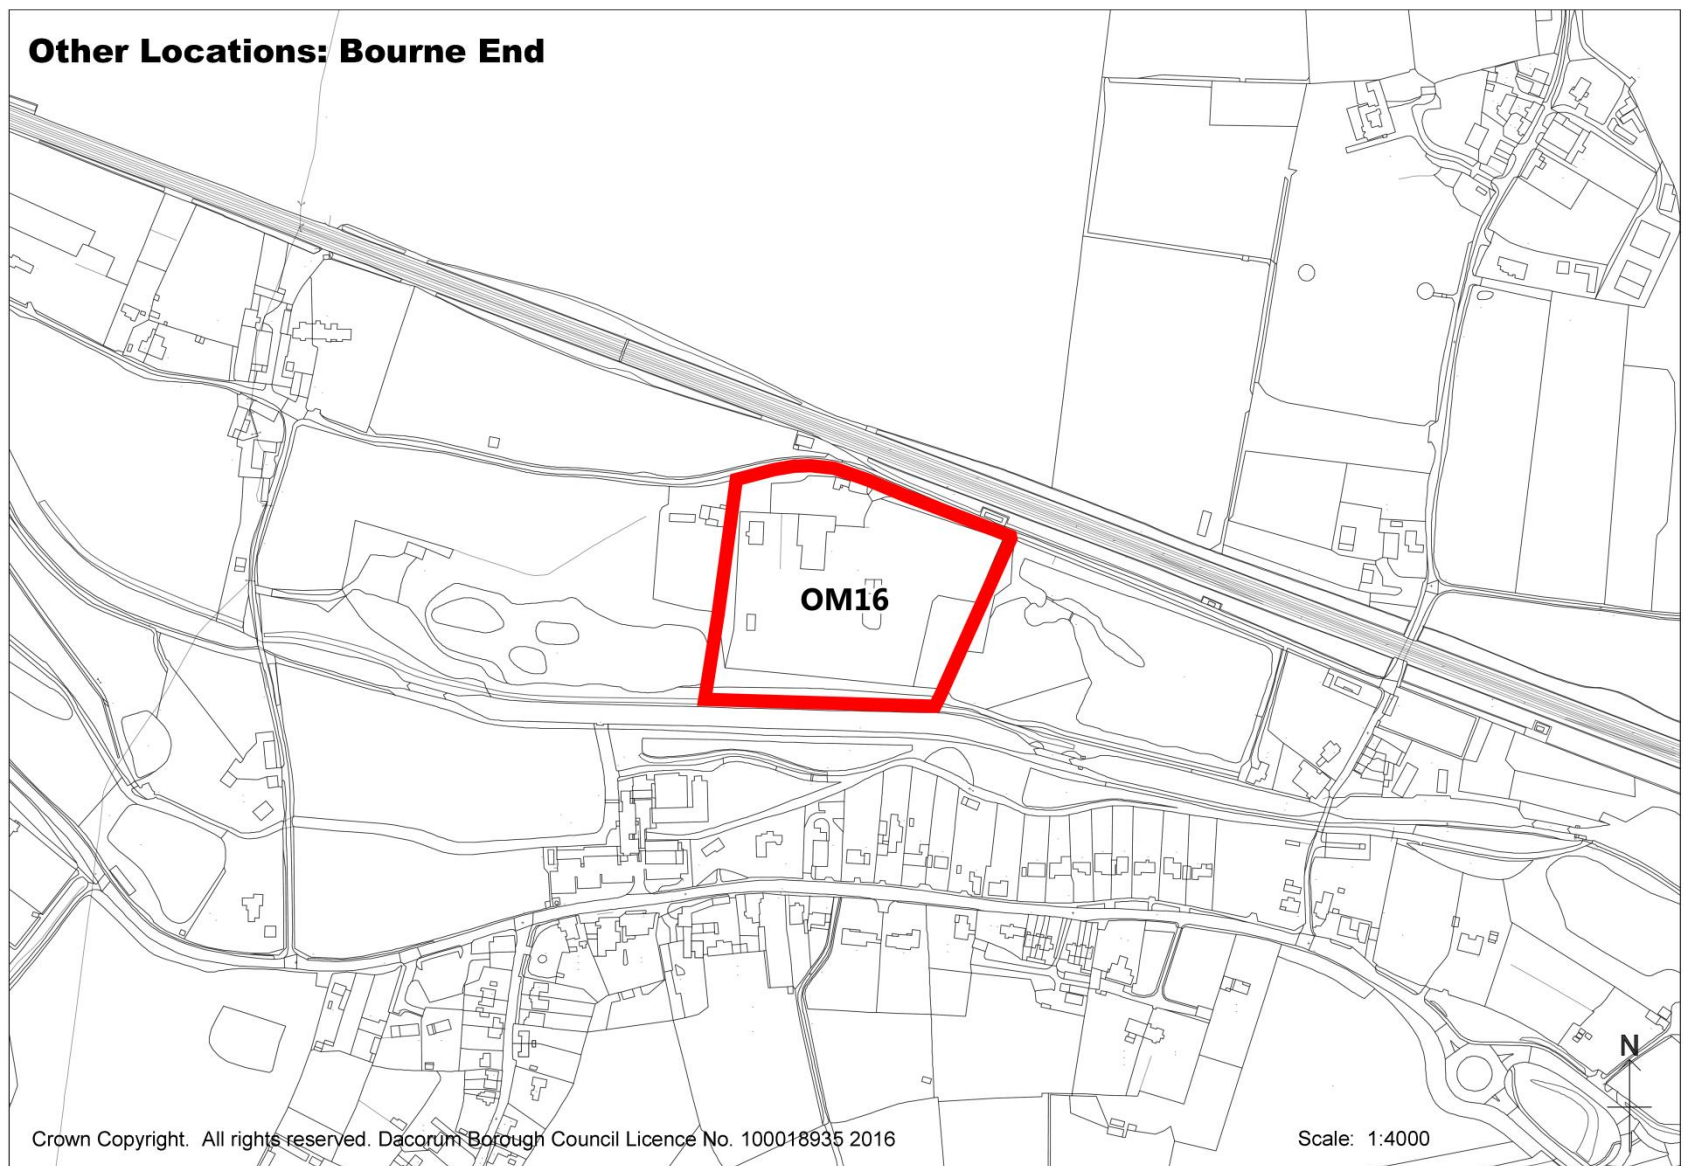 Other Locations: Bourne End
OM16
N
Crown Copyright.  All rights reserved. Dacorum Borough Council Licence No. 100018935 2016
Scale:  1:4000